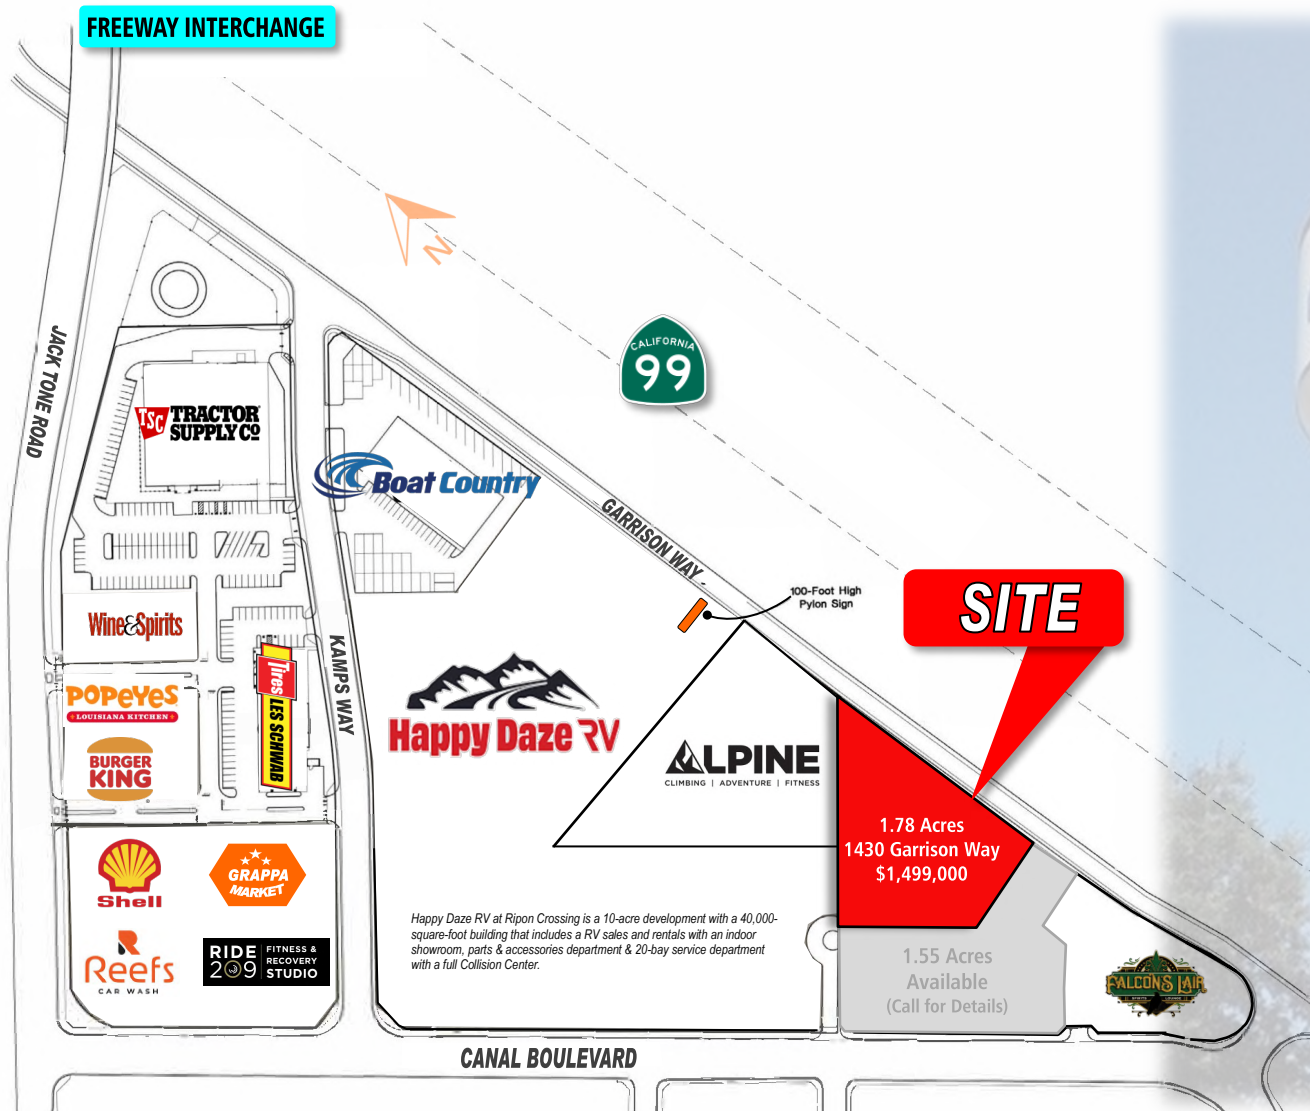 FREEWAY INTERCHANGE
N
JACK TONE ROAD
CALIFORNIA
99
TSC TRACTOR
SUPPLY CO
Boat Country
GARRISON WAY
100-Foot High
Pylon Sign
SITE
Wine&Spirits
KAMPS WAY
POPEYES
LOUISIANA KITCHEN
Tires
LES SCHWAB
BURGER
KING
Happy Daze RV
ALPINE
CLIMBING | ADVENTURE | FITNESS
1.78 Acres
1430 Garrison Way
$1,499,000
Shell
GRAPPA
MARKET
Reefs
CAR WASH
RIDE
209
FITNESS &
RECOVERY
STUDIO
Happy Daze RV at Ripon Crossing is a 10-acre development with a 40,000-
square-foot building that includes a RV sales and rentals with an indoor
showroom, parts & accessories department & 20-bay service department
with a full Collision Center.
1.55 Acres
Available
(Call for Details)
FALCON'S LAIR
SPIRITS LOUNGE
CANAL BOULEVARD